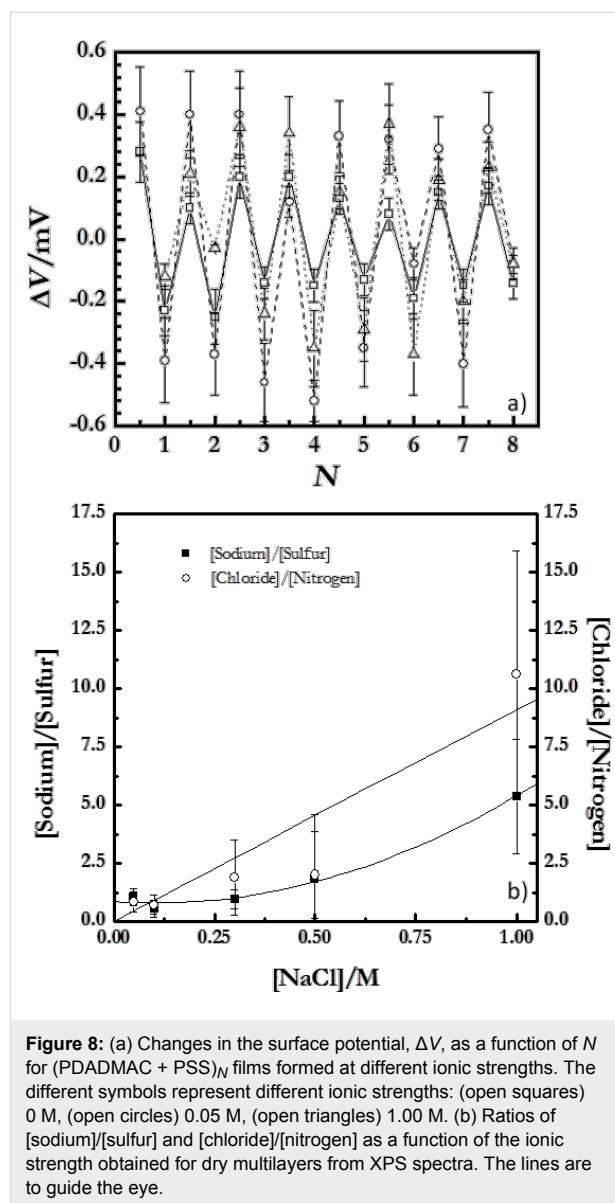 0.6
0.4
0.2
0.0
-0.2
-0.4
-0.6
ΔV/mV
0 1 2 3 4 5 6 7 8
N
a)
17.5
15.0
12.5
10.0
7.5
5.0
2.5
0.0
[Sodium]/[Sulfur]
[Sodium]/[Sulfur]
[Chloride]/[Nitrogen]
17.5
15.0
12.5
10.0
7.5
5.0
2.5
0.0
[Chloride]/[Nitrogen]
b)
0.00 0.25 0.50 0.75 1.00
[NaCl]/M
Figure 8: (a) Changes in the surface potential, ΔV, as a function of N
for (PDADMAC + PSS)N films formed at different ionic strengths. The
different symbols represent different ionic strengths: (open squares)
0 M, (open circles) 0.05 M, (open triangles) 1.00 M. (b) Ratios of
[sodium]/[sulfur] and [chloride]/[nitrogen] as a function of the ionic
strength obtained for dry multilayers from XPS spectra. The lines are
to guide the eye.